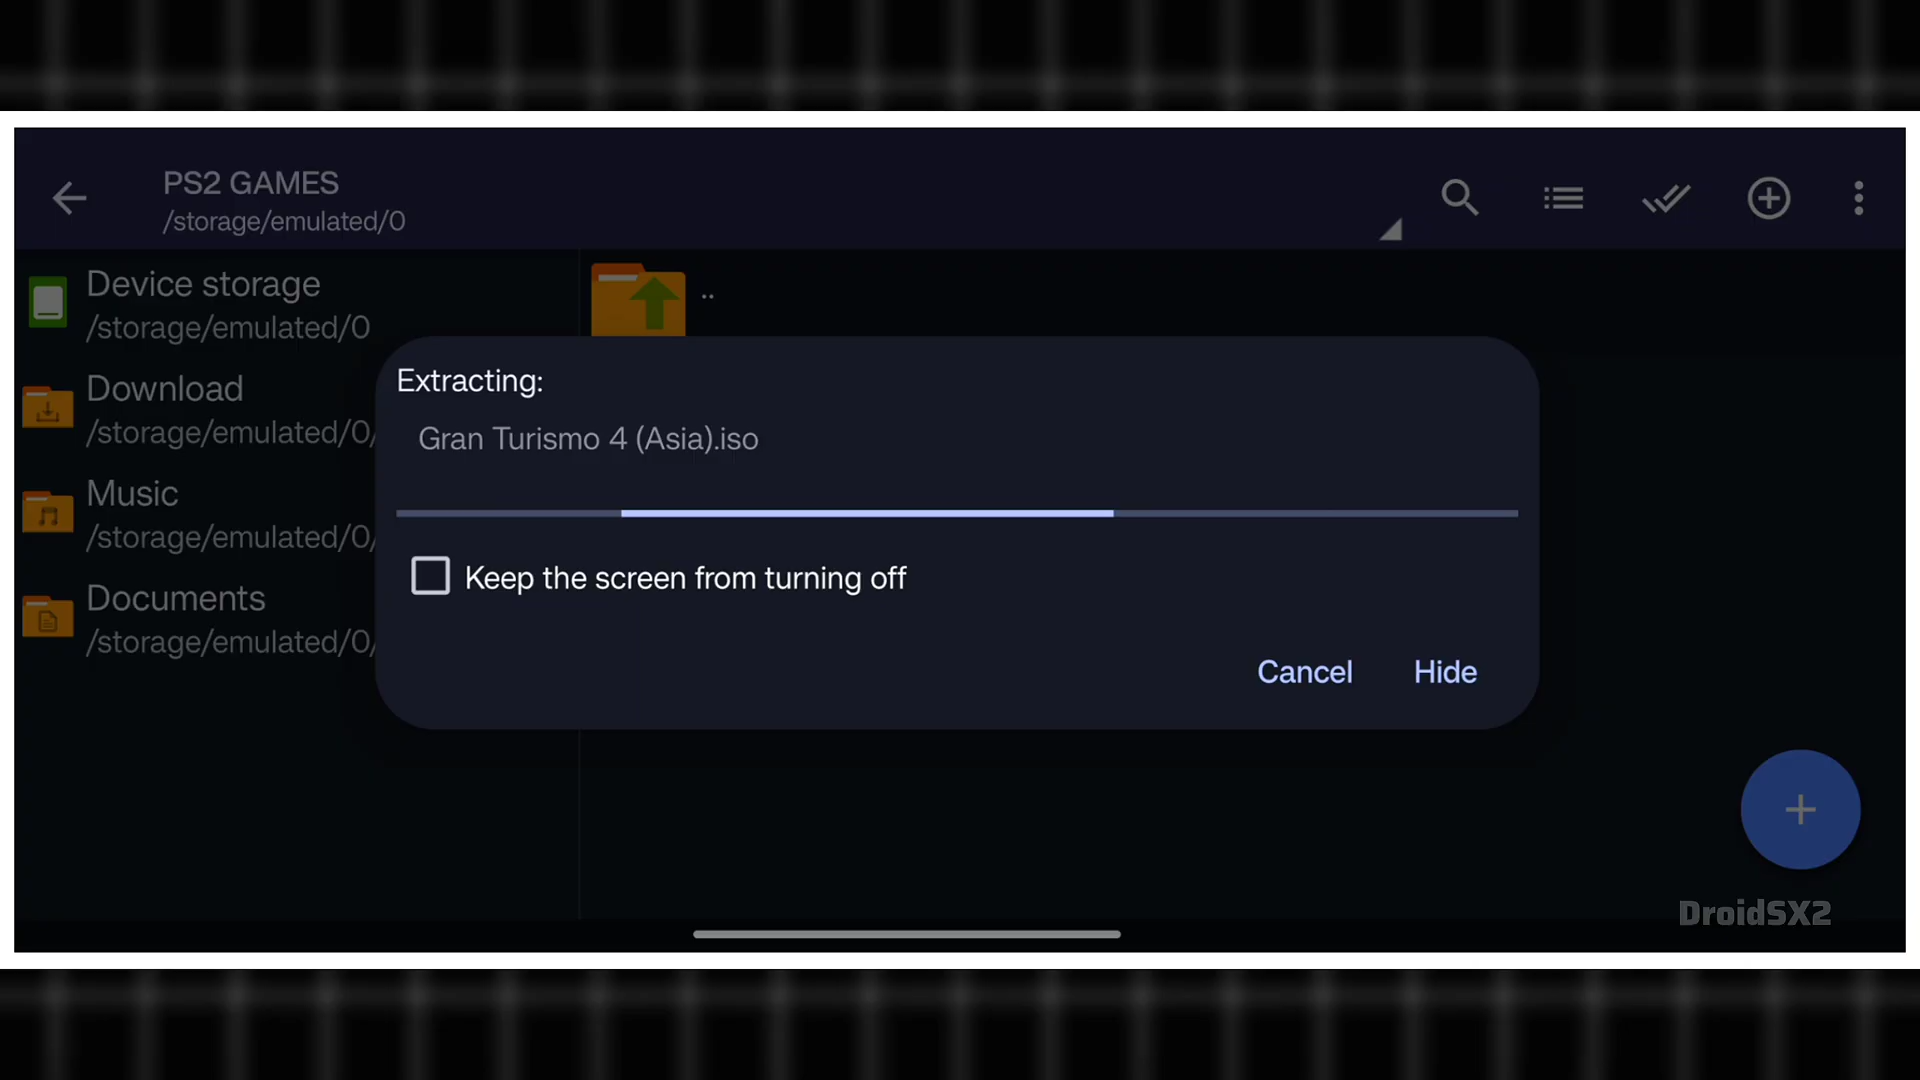 PS2 GAMES
/storage/emulated/0
Device storage
/storage/emulated/0
..
Download
/storage/emulated/0/
Music
/storage/emulated/0/
Documents
/storage/emulated/0/
Extracting:
Gran Turismo 4 (Asia).iso
Keep the screen from turning off
Cancel Hide
DroidSX2